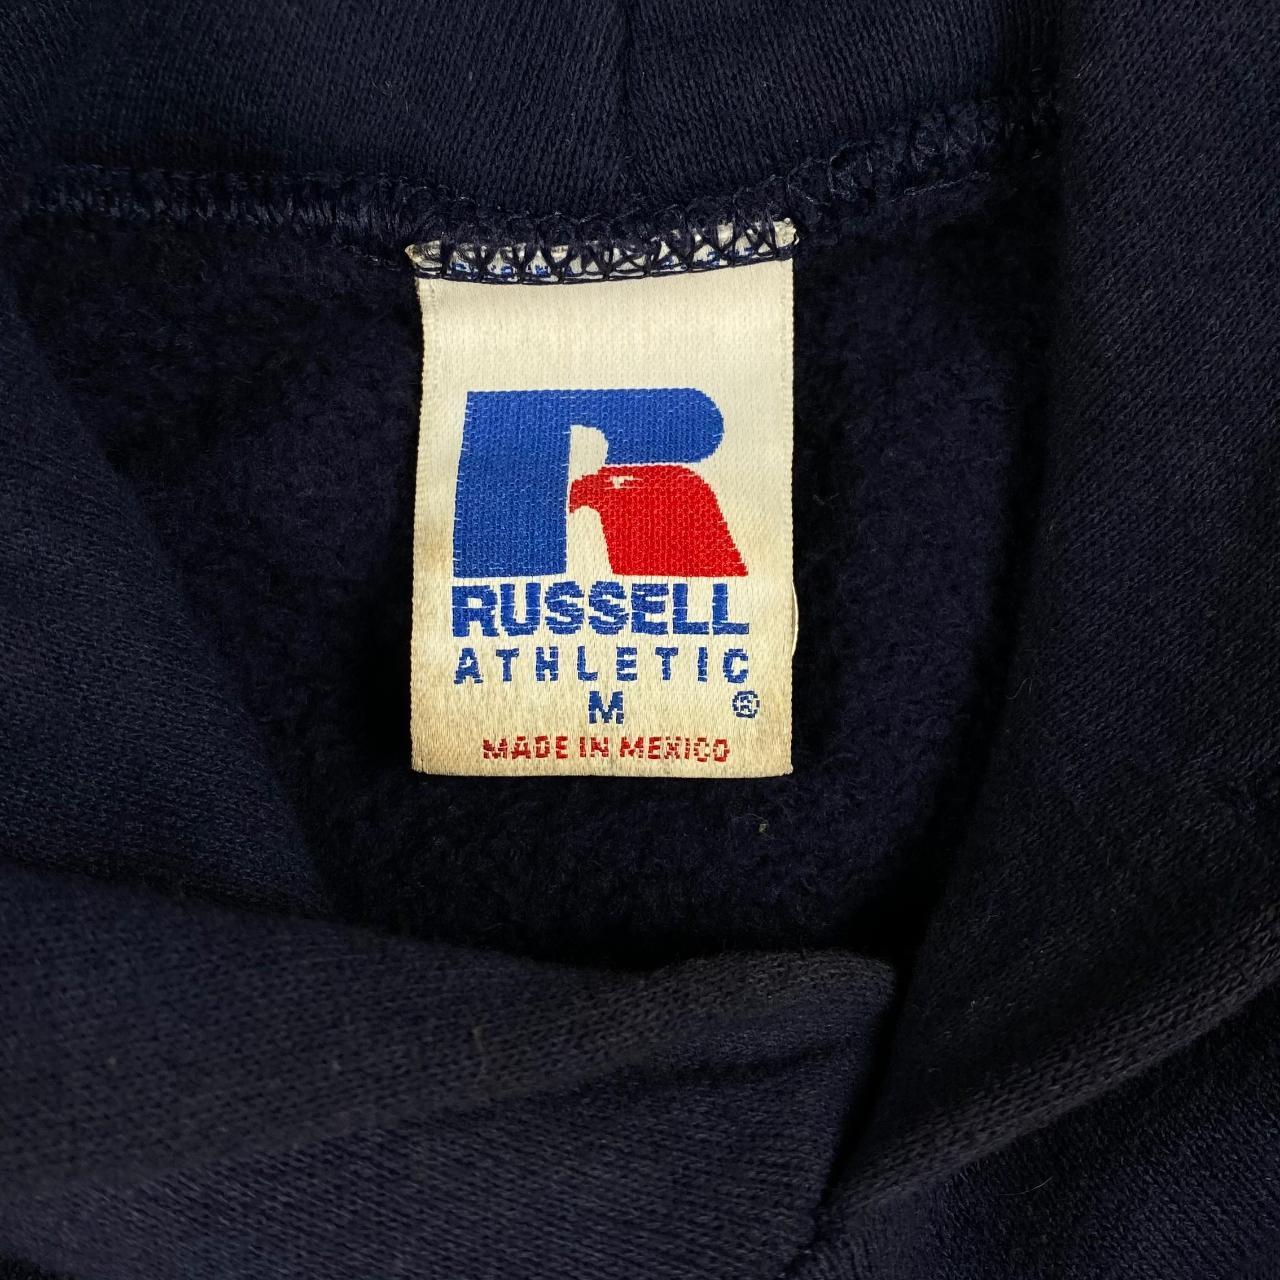 R
RUSSELL
ATHLETIC
M ®
MADE IN MEXICO